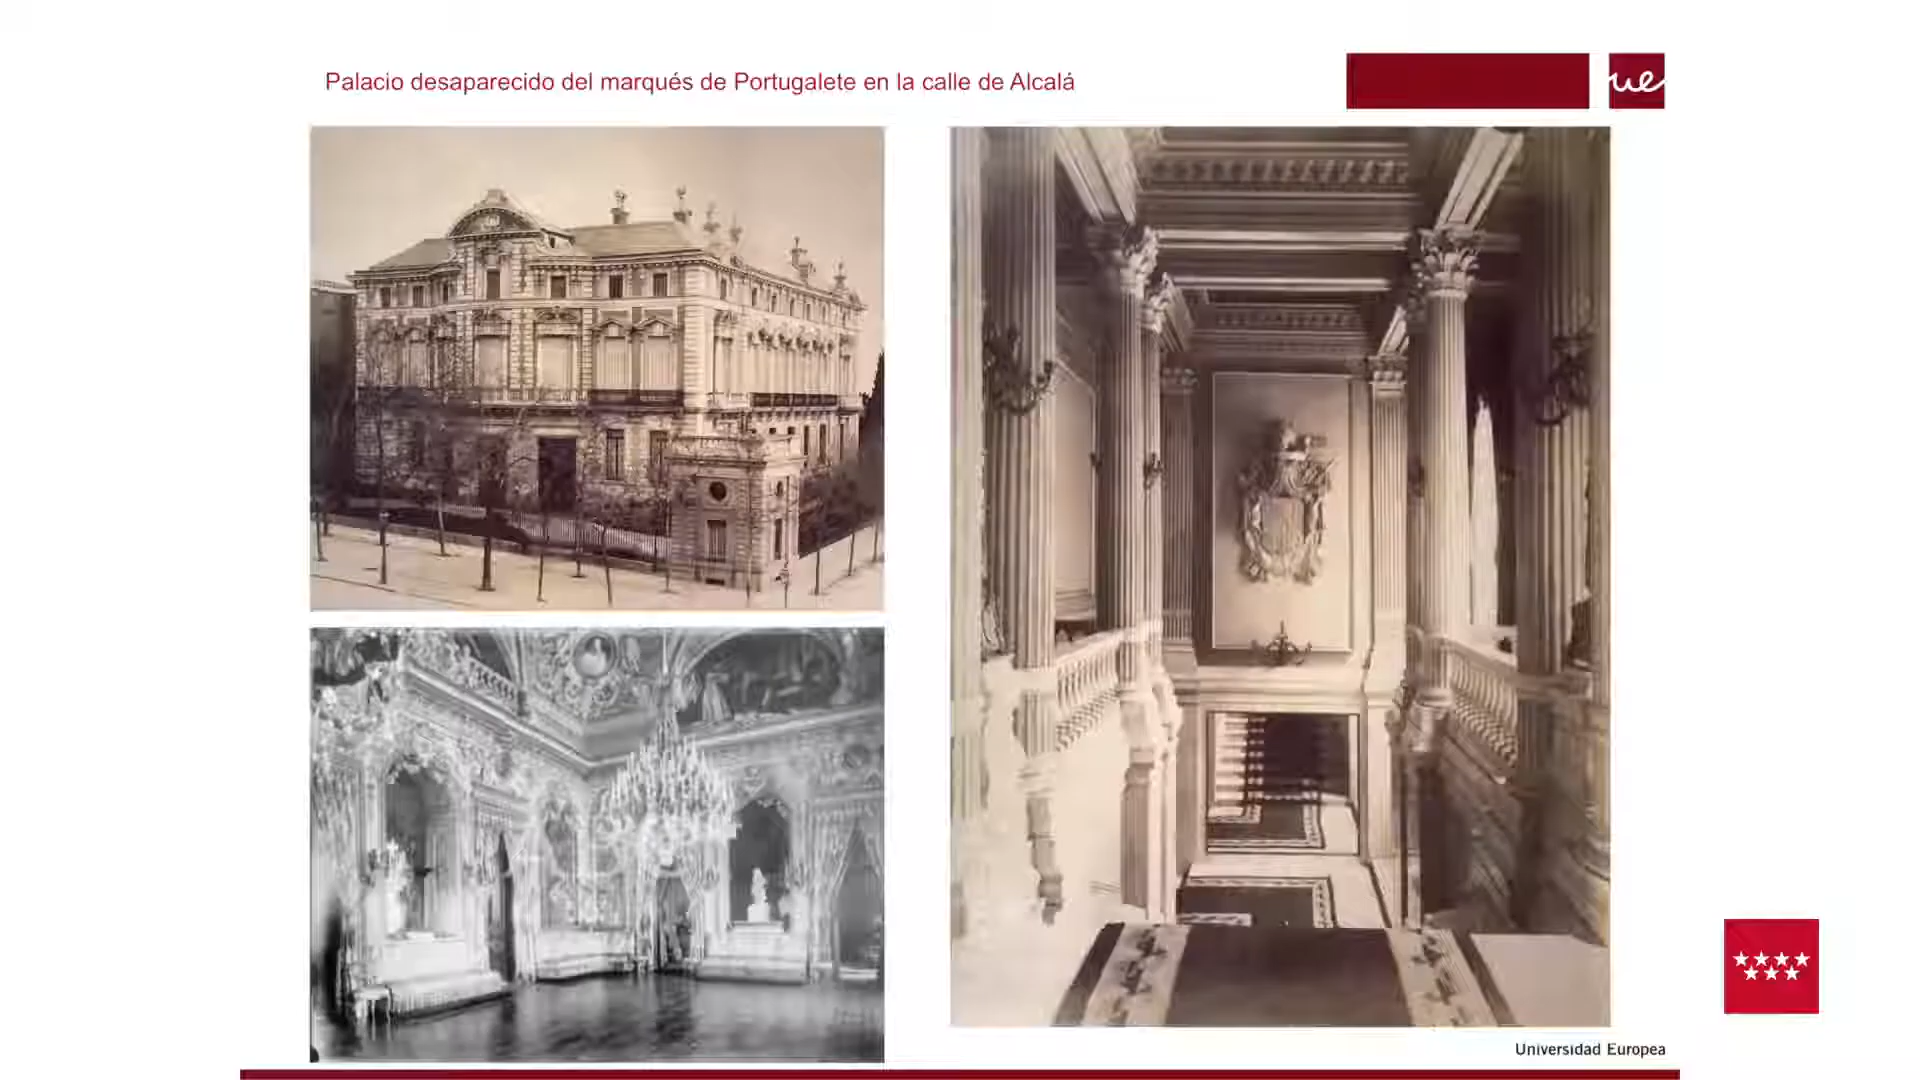 Palacio desaparecido del marqués de Portugalete en la calle de Alcalá
ue
Universidad Europea